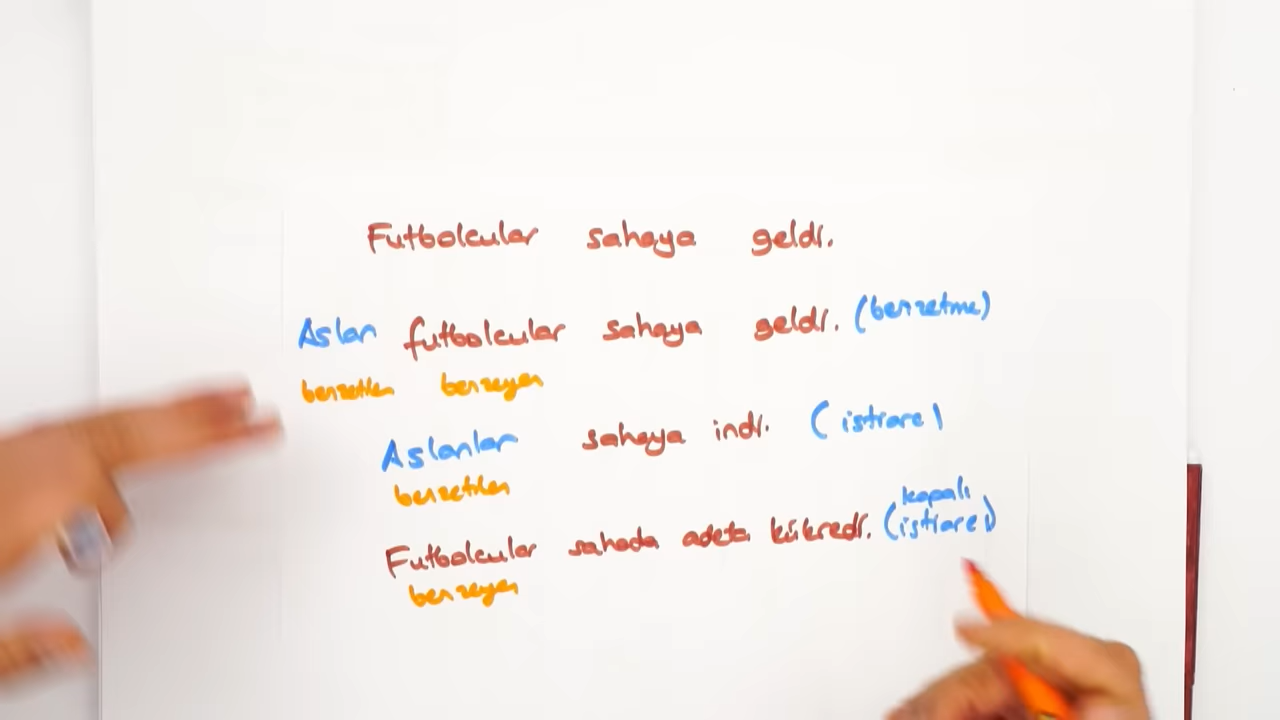 Futbolcular sahaya geldi.
Aslan futbolcular sahaya geldi. (benzetme)
benzetilen benzeyen
Aslanlar sahaya indi. (istiare)
benzetilen
kapalı
Futbolcular sahada adeta kükredi. (istiare)
benzeyen